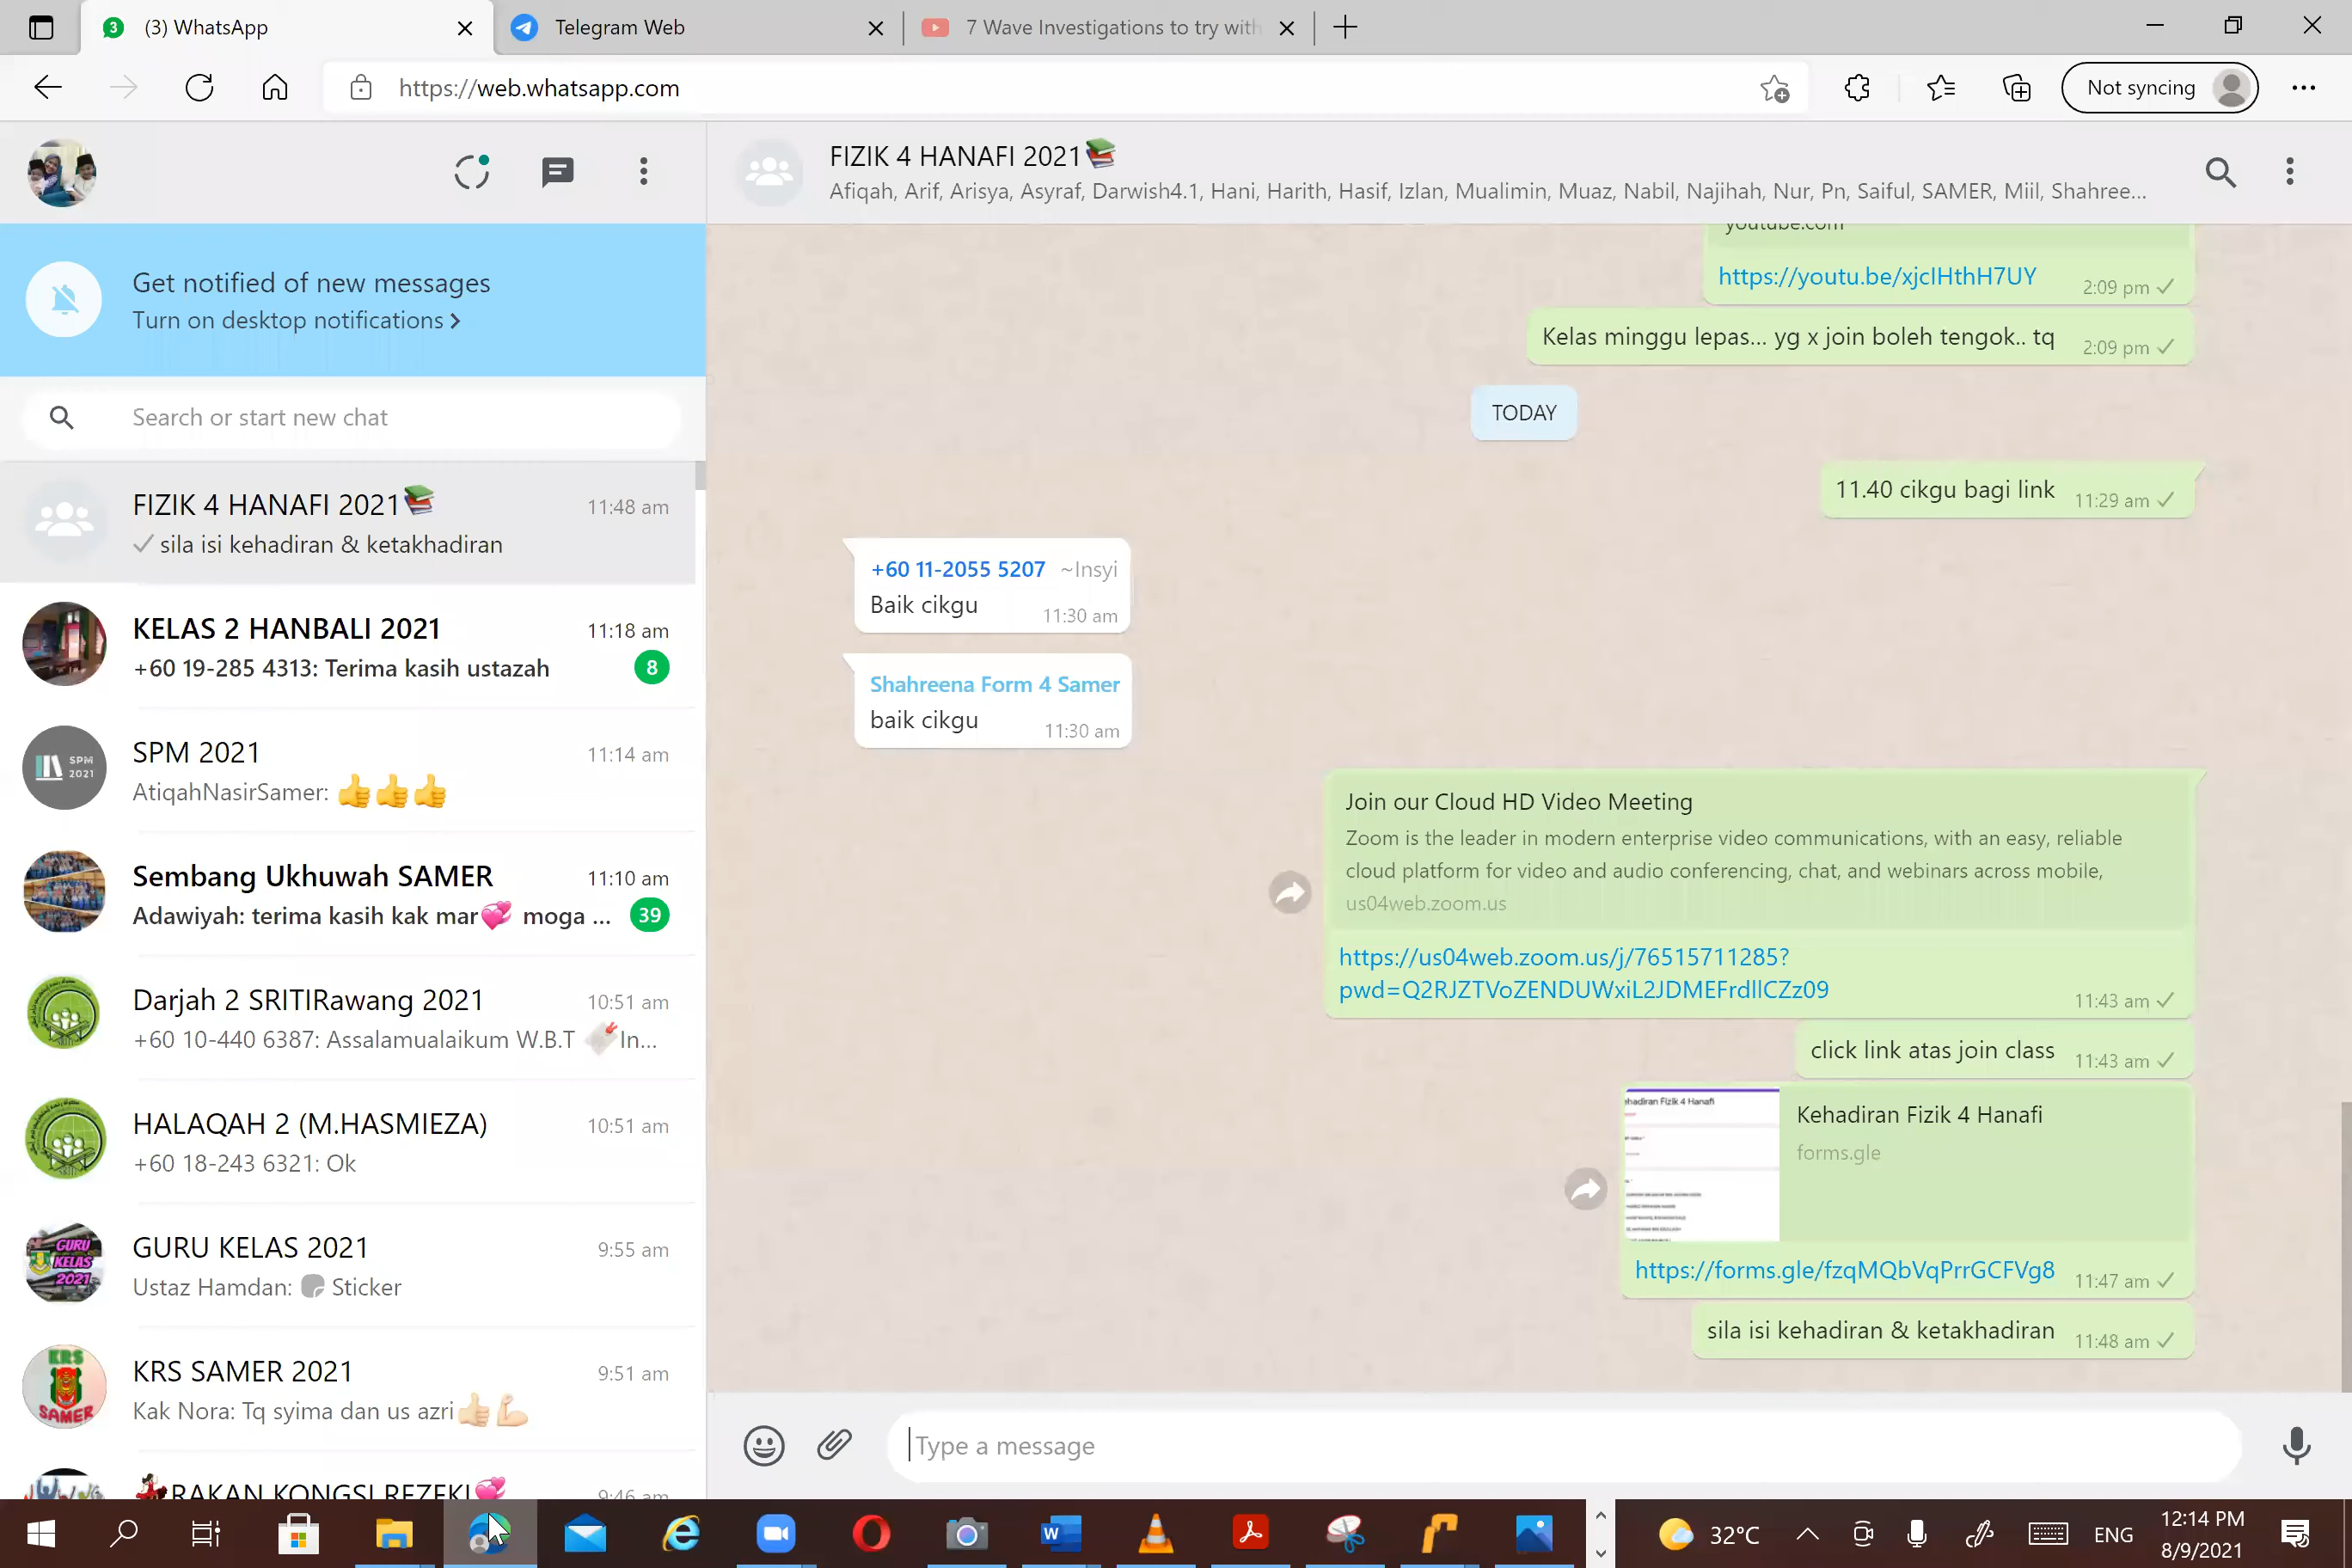 (3) WhatsApp
Telegram Web
7 Wave Investigations to try with
https://web.whatsapp.com
Not syncing
Get notified of new messages
Turn on desktop notifications
Search or start new chat
FIZIK 4 HANAFI 2021📚 11:48 am
sila isi kehadiran & ketakhadiran
KELAS 2 HANBALI 2021 11:18 am
+60 19-285 4313: Terima kasih ustazah 8
SPM 2021 11:14 am
AtiqahNasirSamer: 👍👍👍
Sembang Ukhuwah SAMER 11:10 am
Adawiyah: terima kasih kak mar💞 moga ... 39
Darjah 2 SRITIRawang 2021 10:51 am
+60 10-440 6387: Assalamualaikum W.B.T In...
HALAQAH 2 (M.HASMIEZA) 10:51 am
+60 18-243 6321: Ok
GURU KELAS 2021 9:55 am
Ustaz Hamdan: Sticker
KRS SAMER 2021 9:51 am
Kak Nora: Tq syima dan us azri👍🏻💪🏻
💃RAKAN KONGSI REZEKI💞 9:46 am
FIZIK 4 HANAFI 2021📚
Afiqah, Arif, Arisya, Asyraf, Darwish4.1, Hani, Harith, Hasif, Izlan, Mualimin, Muaz, Nabil, Najihah, Nur, Pn, Saiful, SAMER, Miil, Shahree...
youtube.com
https://youtu.be/xjcIHthH7UY 2:09 pm
Kelas minggu lepas... yg x join boleh tengok.. tq 2:09 pm
TODAY
11.40 cikgu bagi link 11:29 am
+60 11-2055 5207 ~Insyi
Baik cikgu 11:30 am
Shahreena Form 4 Samer
baik cikgu 11:30 am
Join our Cloud HD Video Meeting
Zoom is the leader in modern enterprise video communications, with an easy, reliable
cloud platform for video and audio conferencing, chat, and webinars across mobile,
us04web.zoom.us
https://us04web.zoom.us/j/76515711285?
pwd=Q2RJZTVoZENDUWxiL2JDMEFrdllCZz09 11:43 am
click link atas join class 11:43 am
Kehadiran Fizik 4 Hanafi
forms.gle
https://forms.gle/fzqMQbVqPrrGCFVg8 11:47 am
sila isi kehadiran & ketakhadiran 11:48 am
Type a message
32°C
ENG
12:14 PM
8/9/2021